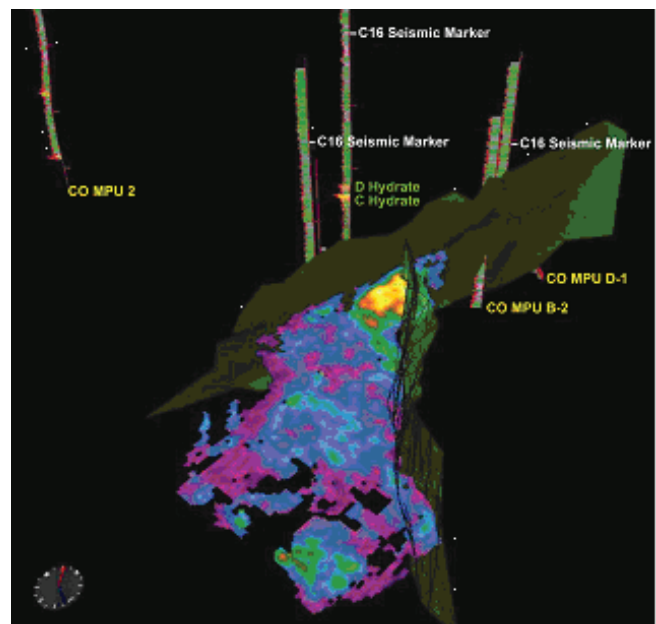 C16 Seismic Marker
C16 Seismic Marker
C16 Seismic Marker
D Hydrate
C Hydrate
CO MPU 2
CO MPU D-1
CO MPU B-2